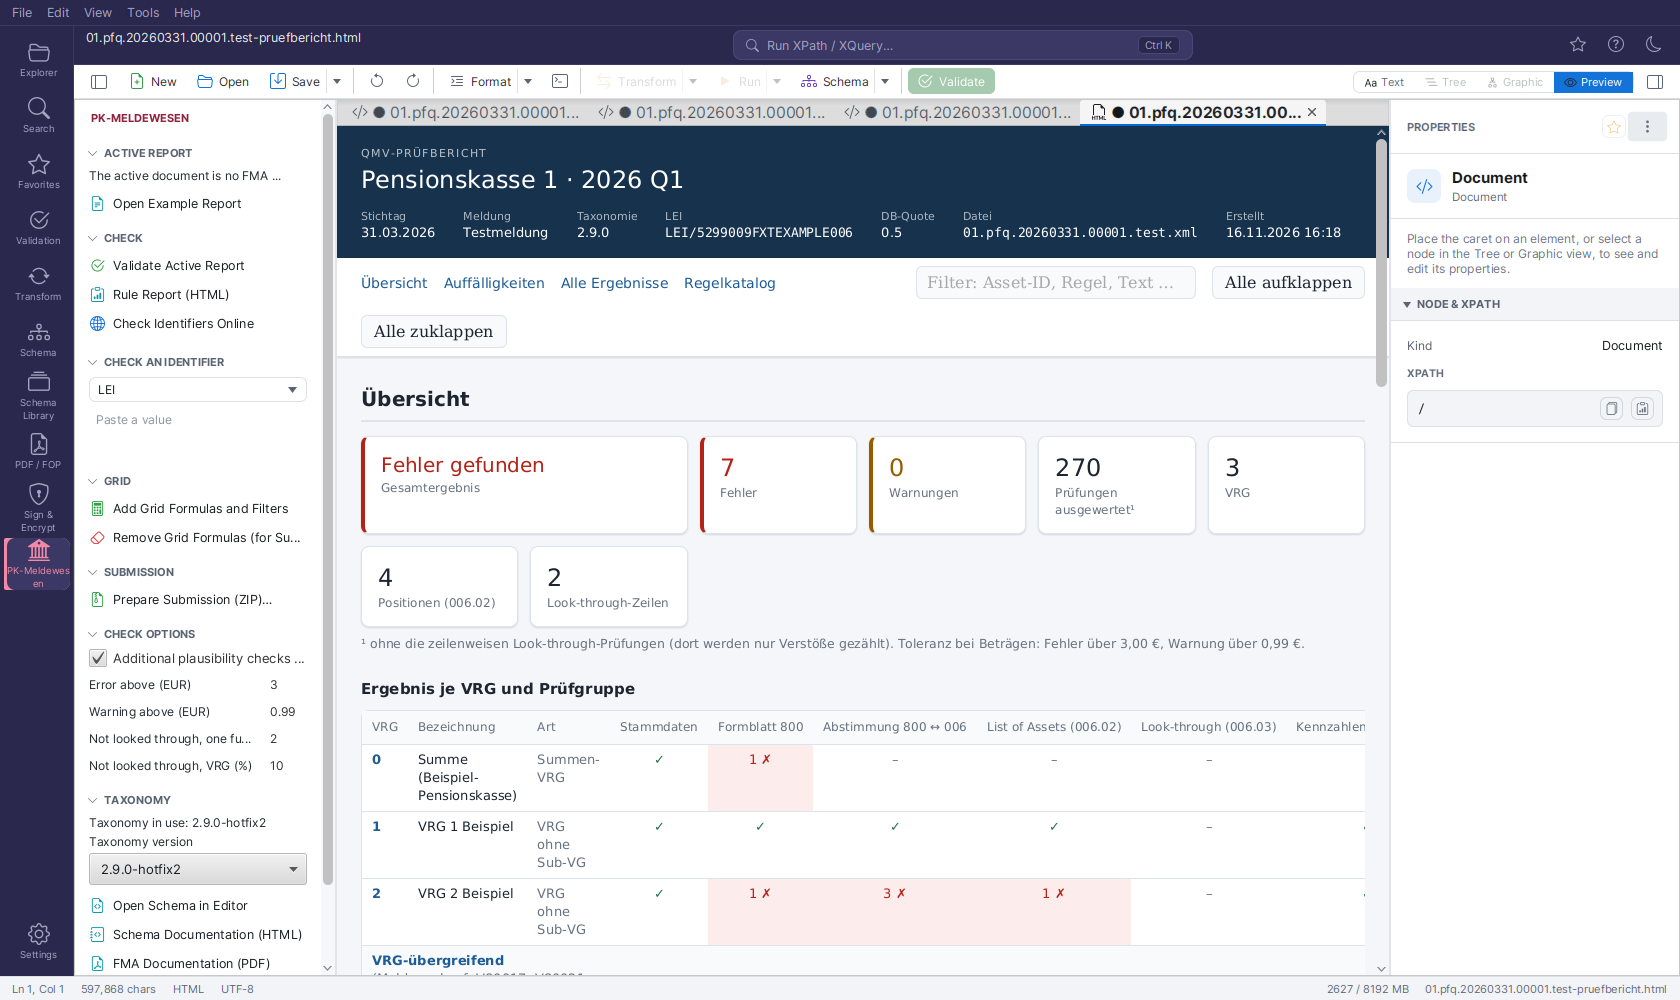 File Edit View Tools Help
01.pfq.20260331.00001.test-pruefbericht.html
Run XPath / XQuery... Ctrl K
Explorer
Search
Favorites
Validation
Transform
Schema
Schema Library
PDF / FOP
Sign & Encrypt
PK-Meldewesen
Settings
New Open Save Format Transform Run Schema Validate
Aa Text Tree Graphic Preview
PK-MELDEWESEN
ACTIVE REPORT
The active document is no FMA ...
Open Example Report
CHECK
Validate Active Report
Rule Report (HTML)
Check Identifiers Online
CHECK AN IDENTIFIER
LEI
Paste a value
GRID
Add Grid Formulas and Filters
Remove Grid Formulas (for Su...
SUBMISSION
Prepare Submission (ZIP)...
CHECK OPTIONS
Additional plausibility checks ...
Error above (EUR) 3
Warning above (EUR) 0.99
Not looked through, one fu... 2
Not looked through, VRG (%) 10
TAXONOMY
Taxonomy in use: 2.9.0-hotfix2
Taxonomy version
2.9.0-hotfix2
Open Schema in Editor
Schema Documentation (HTML)
FMA Documentation (PDF)
01.pfq.20260331.00001... 01.pfq.20260331.00001... 01.pfq.20260331.00001... HTML 01.pfq.20260331.00...
QMV-PRÜFBERICHT
Pensionskasse 1 · 2026 Q1
Stichtag Meldung Taxonomie LEI DB-Quote Datei Erstellt
31.03.2026 Testmeldung 2.9.0 LEI/5299009FXTEXAMPLE006 0.5 01.pfq.20260331.00001.test.xml 16.11.2026 16:18
Übersicht Auffälligkeiten Alle Ergebnisse Regelkatalog Filter: Asset-ID, Regel, Text ... Alle aufklappen
Alle zuklappen
Übersicht
Fehler gefunden
Gesamtergebnis
7
Fehler
0
Warnungen
270
Prüfungen ausgewertet¹
3
VRG
4
Positionen (006.02)
2
Look-through-Zeilen
¹ ohne die zeilenweisen Look-through-Prüfungen (dort werden nur Verstöße gezählt). Toleranz bei Beträgen: Fehler über 3,00 €, Warnung über 0,99 €.
Ergebnis je VRG und Prüfgruppe
VRG Bezeichnung Art Stammdaten Formblatt 800 Abstimmung 800 ↔ 006 List of Assets (006.02) Look-through (006.03) Kennzahlen
0 Summe (Beispiel-Pensionskasse) Summen-VRG ✓ 1 ✗ – – –
1 VRG 1 Beispiel VRG ohne Sub-VG ✓ ✓ ✓ ✓ –
2 VRG 2 Beispiel VRG ohne Sub-VG ✓ 1 ✗ 3 ✗ 1 ✗ –
VRG-übergreifend
PROPERTIES
Document
Document
Place the caret on an element, or select a
node in the Tree or Graphic view, to see and
edit its properties.
NODE & XPATH
Kind Document
XPATH
/
Ln 1, Col 1 597,868 chars HTML UTF-8
2627 / 8192 MB 01.pfq.20260331.00001.test-pruefbericht.html